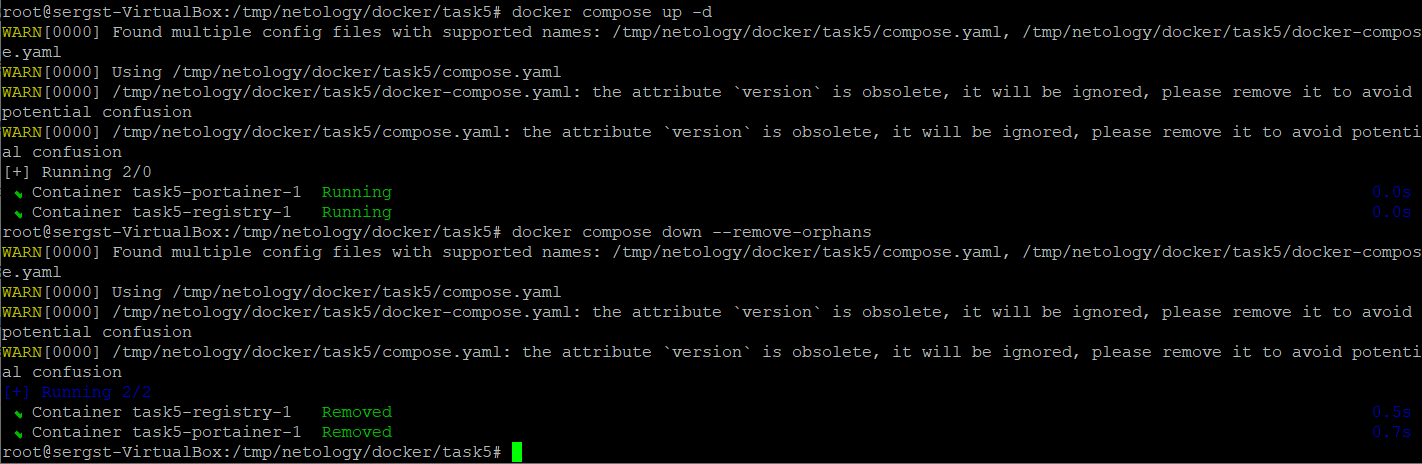 root@sergst-VirtualBox:/tmp/netology/docker/task5# docker compose up -d
WARN[0000] Found multiple config files with supported names: /tmp/netology/docker/task5/compose.yaml, /tmp/netology/docker/task5/docker-compos
e.yaml
WARN[0000] Using /tmp/netology/docker/task5/compose.yaml
WARN[0000] /tmp/netology/docker/task5/docker-compose.yaml: the attribute `version` is obsolete, it will be ignored, please remove it to avoid
potential confusion
WARN[0000] /tmp/netology/docker/task5/compose.yaml: the attribute `version` is obsolete, it will be ignored, please remove it to avoid potenti
al confusion
[+] Running 2/0
✔ Container task5-portainer-1  Running 0.0s
✔ Container task5-registry-1   Running 0.0s
root@sergst-VirtualBox:/tmp/netology/docker/task5# docker compose down --remove-orphans
WARN[0000] Found multiple config files with supported names: /tmp/netology/docker/task5/compose.yaml, /tmp/netology/docker/task5/docker-compos
e.yaml
WARN[0000] Using /tmp/netology/docker/task5/compose.yaml
WARN[0000] /tmp/netology/docker/task5/docker-compose.yaml: the attribute `version` is obsolete, it will be ignored, please remove it to avoid
potential confusion
WARN[0000] /tmp/netology/docker/task5/compose.yaml: the attribute `version` is obsolete, it will be ignored, please remove it to avoid potenti
al confusion
[+] Running 2/2
✔ Container task5-registry-1   Removed 0.5s
✔ Container task5-portainer-1  Removed 0.7s
root@sergst-VirtualBox:/tmp/netology/docker/task5#